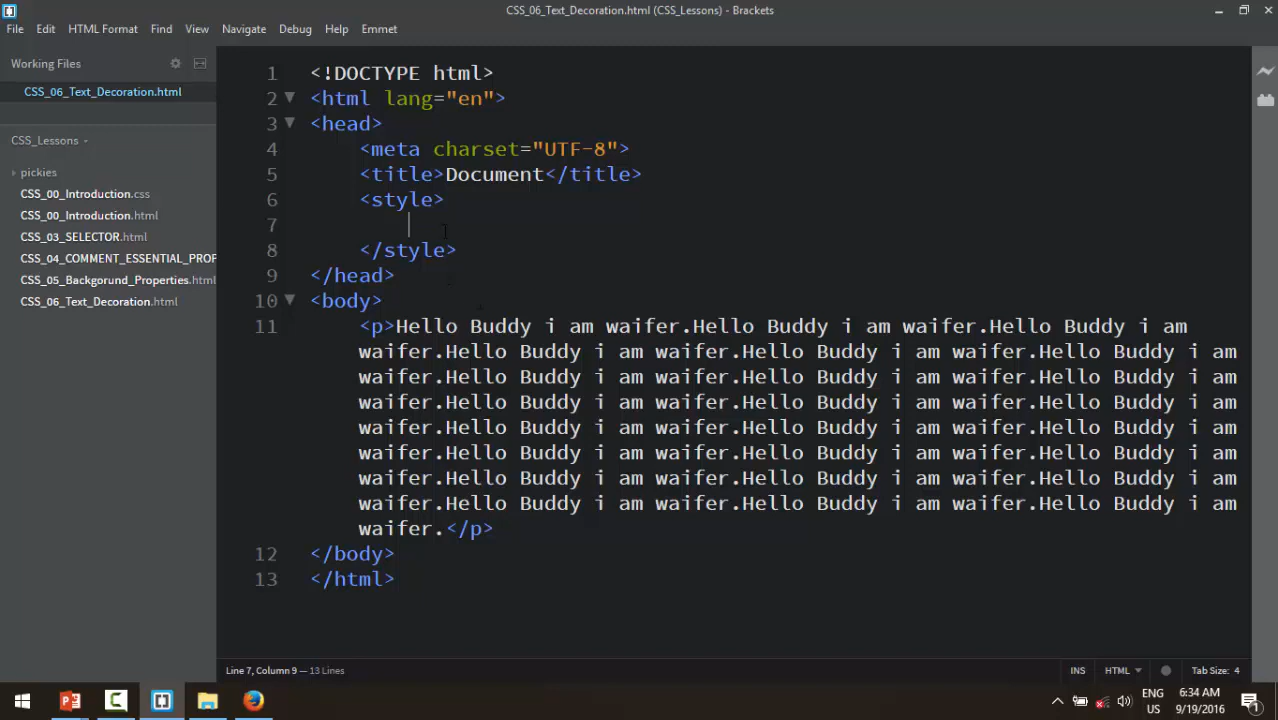 CSS_06_Text_Decoration.html (CSS_Lessons) - Brackets
File Edit HTML Format Find View Navigate Debug Help Emmet
Working Files
CSS_06_Text_Decoration.html
CSS_Lessons
pickies
CSS_00_Introduction.css
CSS_00_Introduction.html
CSS_03_SELECTOR.html
CSS_04_COMMENT_ESSENTIAL_PROF
CSS_05_Backgorund_Properties.html
CSS_06_Text_Decoration.html
1 <!DOCTYPE html>
2 <html lang="en">
3 <head>
4 <meta charset="UTF-8">
5 <title>Document</title>
6 <style>
7
8 </style>
9 </head>
10 <body>
11 <p>Hello Buddy i am waifer.Hello Buddy i am waifer.Hello Buddy i am
waifer.Hello Buddy i am waifer.Hello Buddy i am waifer.Hello Buddy i am
waifer.Hello Buddy i am waifer.Hello Buddy i am waifer.Hello Buddy i am
waifer.Hello Buddy i am waifer.Hello Buddy i am waifer.Hello Buddy i am
waifer.Hello Buddy i am waifer.Hello Buddy i am waifer.Hello Buddy i am
waifer.Hello Buddy i am waifer.Hello Buddy i am waifer.Hello Buddy i am
waifer.Hello Buddy i am waifer.Hello Buddy i am waifer.Hello Buddy i am
waifer.Hello Buddy i am waifer.Hello Buddy i am waifer.Hello Buddy i am
waifer.</p>
12 </body>
13 </html>
Line 7, Column 9 — 13 Lines
INS HTML Tab Size: 4
ENG 6:34 AM
US 9/19/2016
1